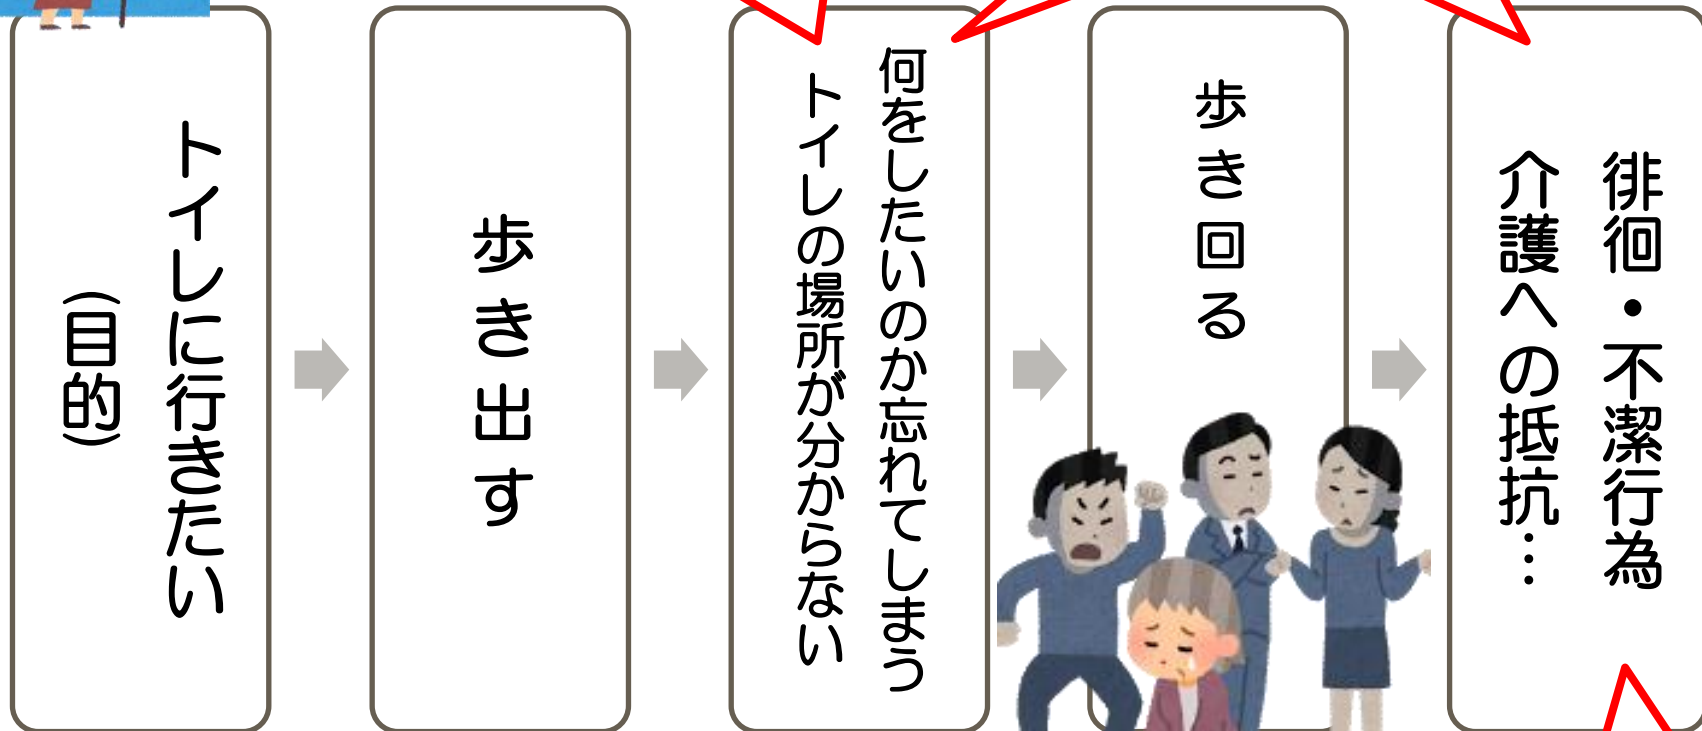 トイレに行きたい
(目的)
歩き出す
何をしたいのか忘れてしまう
トイレの場所が分からない
歩き回る
徘徊・不潔行為
介護への抵抗…